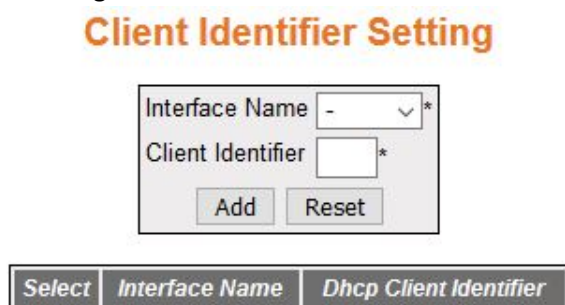 Client Identifier Setting
Interface Name - *
Client Identifier *
Add Reset
Select Interface Name Dhcp Client Identifier